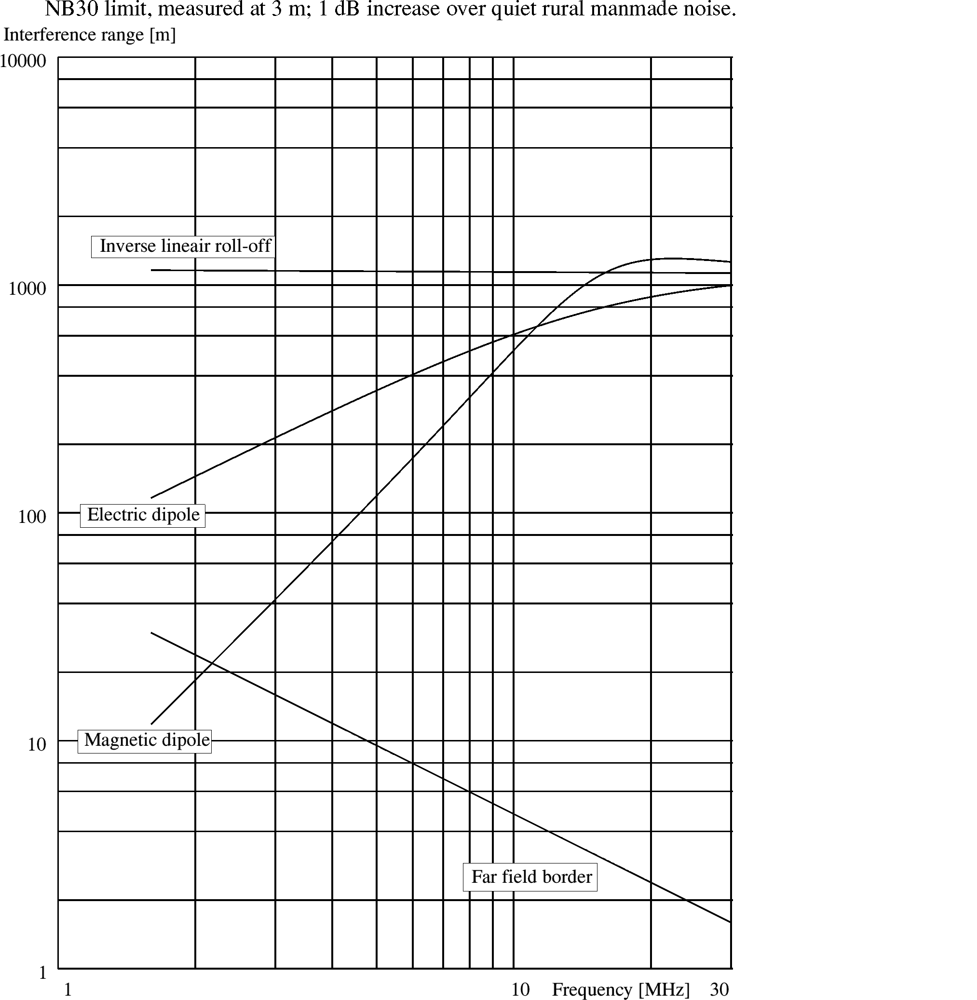 NB30 limit, measured at 3 m; 1 dB increase over quiet rural manmade noise.
Interference range [m]
10000
Inverse lineair roll-off
1000
Electric dipole
100
Magnetic dipole
10
Far field border
1
1 10 Frequency [MHz] 30